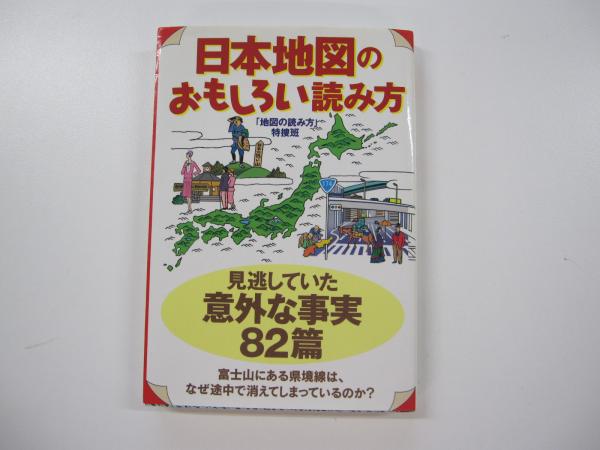 日本地図の
おもしろい読み方
「地図の読み方」
特捜班
見逃していた
意外な事実
82篇
富士山にある県境線は、
なぜ途中で消えてしまっているのか?